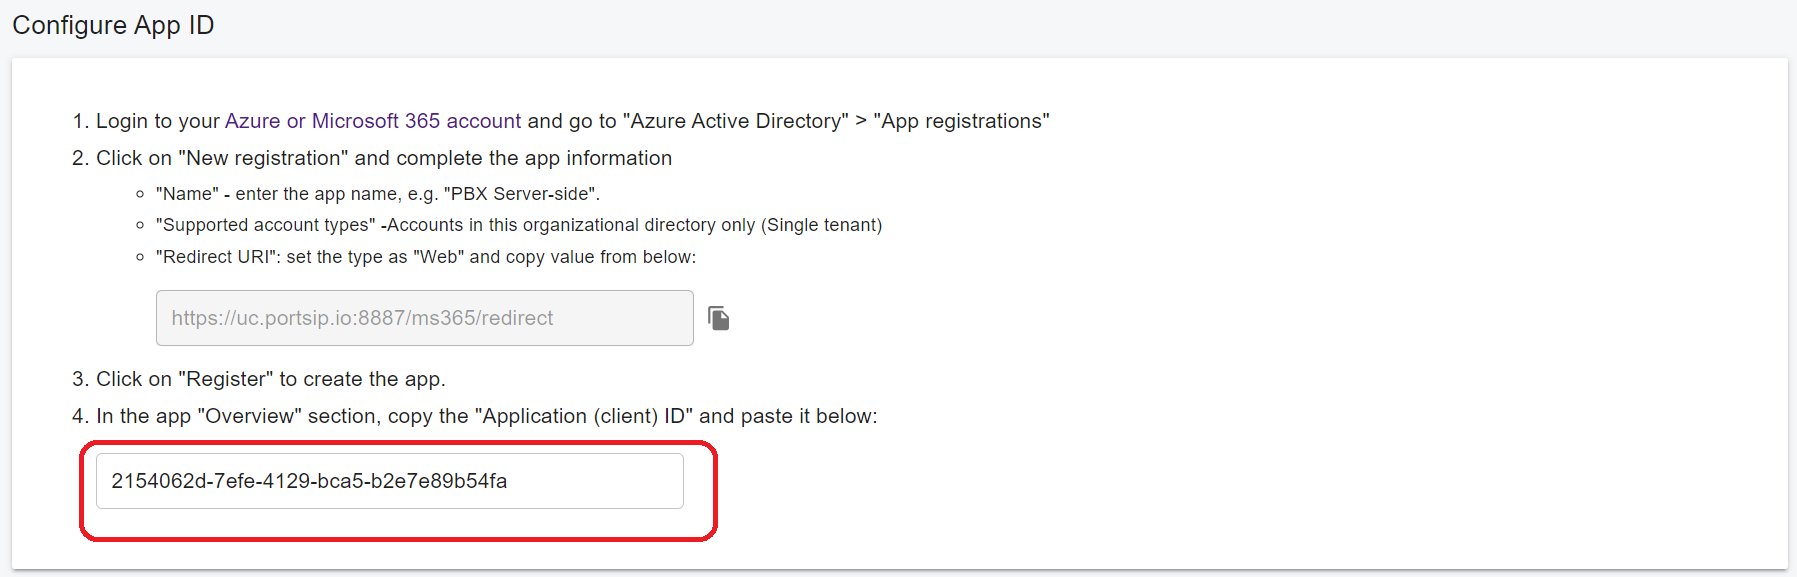 Configure App ID
1. Login to your Azure or Microsoft 365 account and go to "Azure Active Directory" > "App registrations"
2. Click on "New registration" and complete the app information
"Name" - enter the app name, e.g. "PBX Server-side".
"Supported account types" -Accounts in this organizational directory only (Single tenant)
"Redirect URI": set the type as "Web" and copy value from below:
https://uc.portsip.io:8887/ms365/redirect
3. Click on "Register" to create the app.
4. In the app "Overview" section, copy the "Application (client) ID" and paste it below:
2154062d-7efe-4129-bca5-b2e7e89b54fa